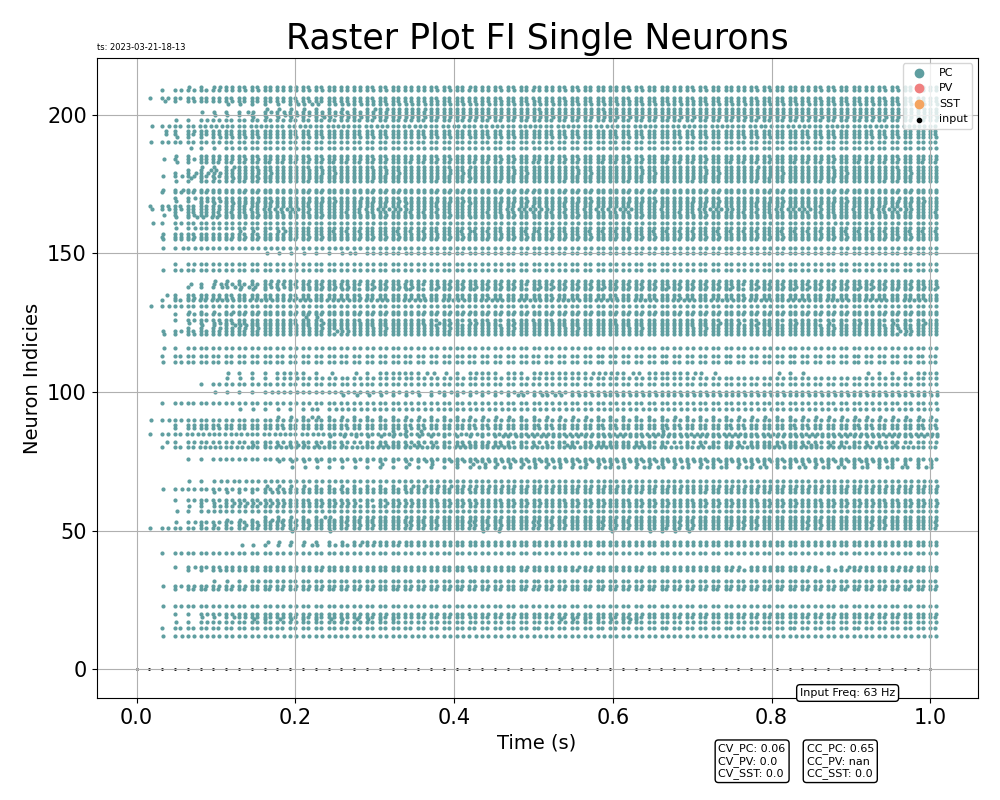 Raster Plot FI Single Neurons
ts: 2023-03-21-18-13
PC
PV
SST
input
200
150
100
50
0
Neuron Indicies
0.0
0.2
0.4
0.6
0.8
1.0
Time (s)
Input Freq: 63 Hz
CV_PC: 0.06
CV_PV: 0.0
CV_SST: 0.0
CC_PC: 0.65
CC_PV: nan
CC_SST: 0.0